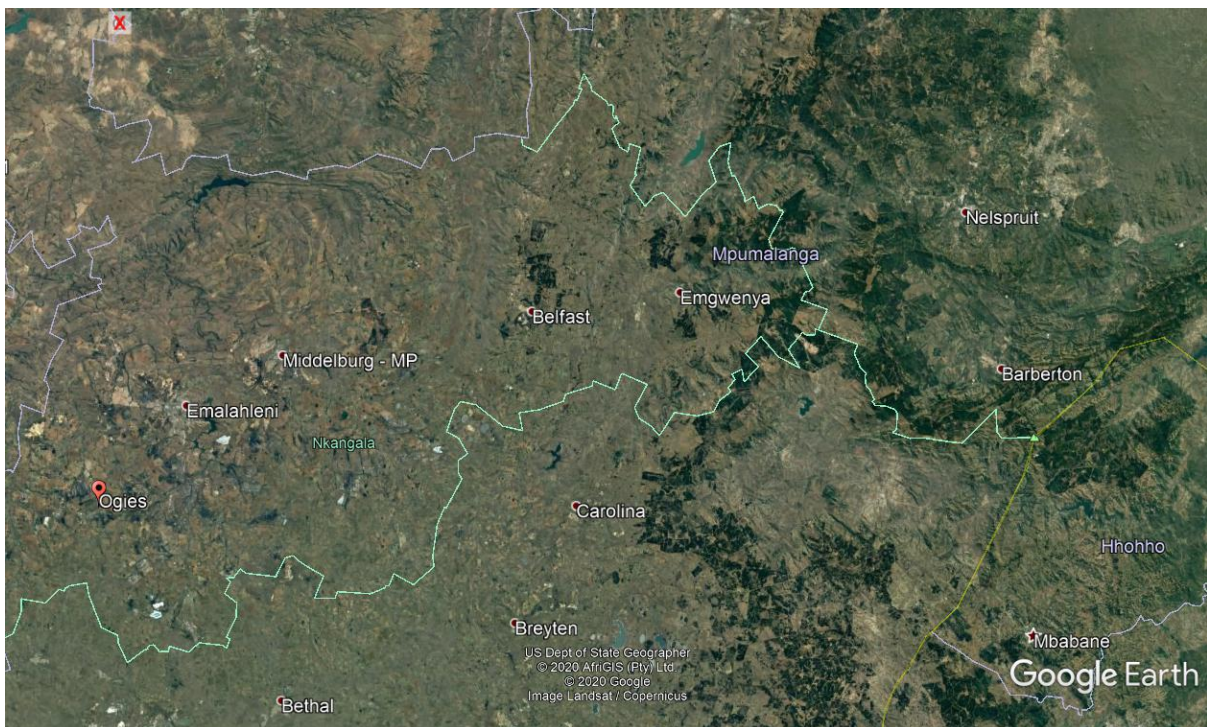 X
Nelspruit
Mpumalanga
Emgwenya
Belfast
Middelburg - MP
Barberton
Emalahleni
Nkangala
Ogies
Carolina
Hhohho
Breyten
Mbabane
US Dept of State Geographer
© 2020 AfriGIS (Pty) Ltd
© 2020 Google
Image Landsat / Copernicus
Google Earth
Bethal